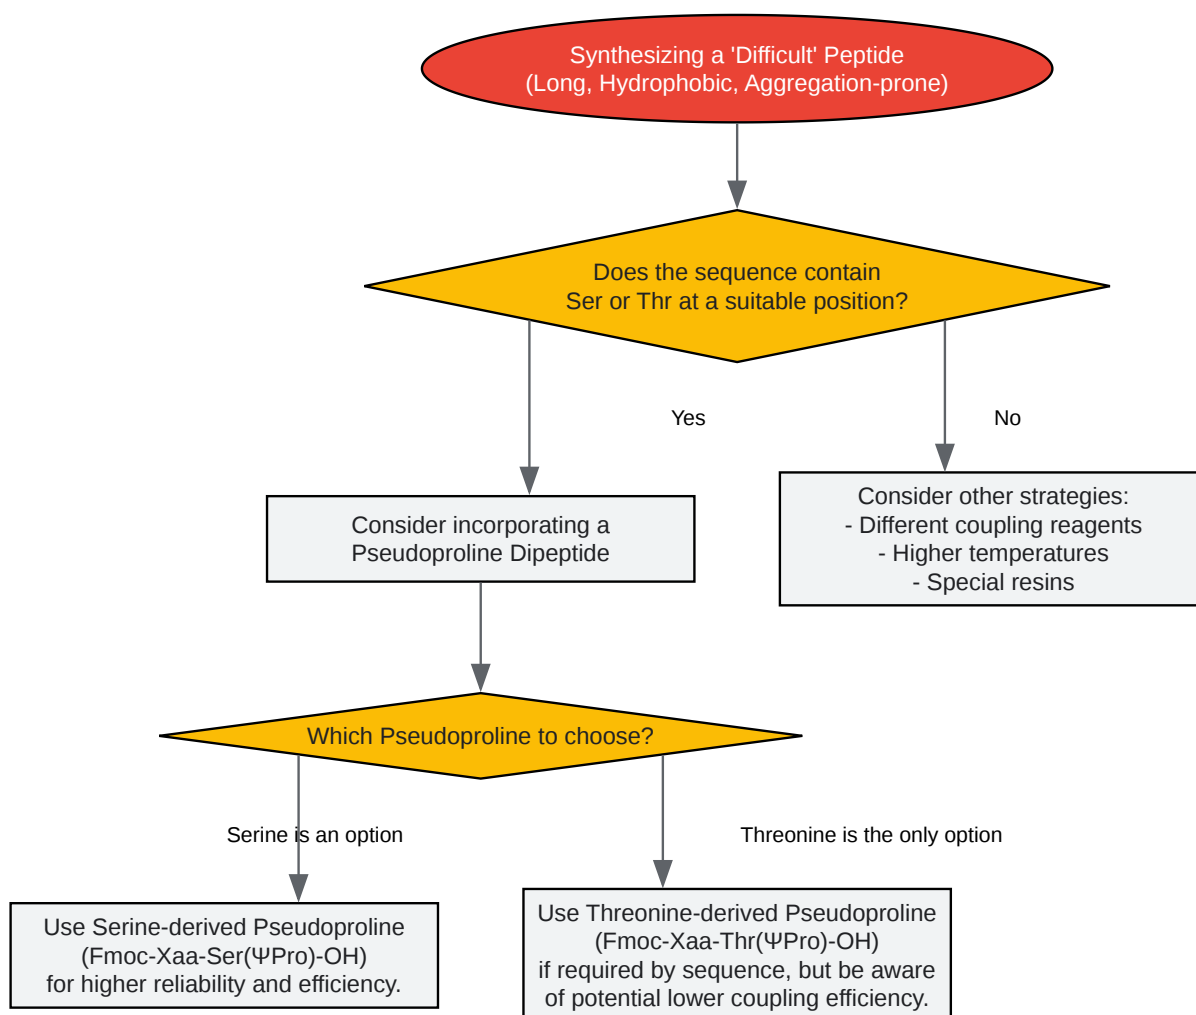 Synthesizing a 'Difficult' Peptide
(Long, Hydrophobic, Aggregation-prone)
Does the sequence contain
Ser or Thr at a suitable position?
Yes
No
Consider incorporating a
Pseudoproline Dipeptide
Consider other strategies:
- Different coupling reagents
- Higher temperatures
- Special resins
Which Pseudoproline to choose?
Serine is an option
Threonine is the only option
Use Serine-derived Pseudoproline
(Fmoc-Xaa-Ser(ΨPro)-OH)
for higher reliability and efficiency.
Use Threonine-derived Pseudoproline
(Fmoc-Xaa-Thr(ΨPro)-OH)
if required by sequence, but be aware
of potential lower coupling efficiency.